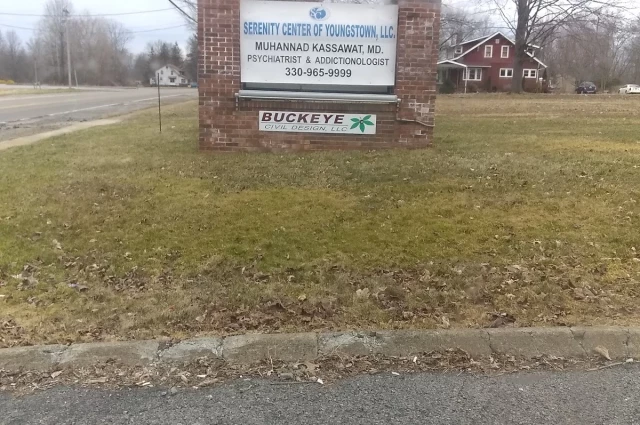 SERENITY CENTER OF YOUNGSTOWN, LLC.
MUHANNAD KASSAWAT, MD.
PSYCHIATRIST & ADDICTIONOLOGIST
330-965-9999
BUCKEYE
CIVIL DESIGN, LLC